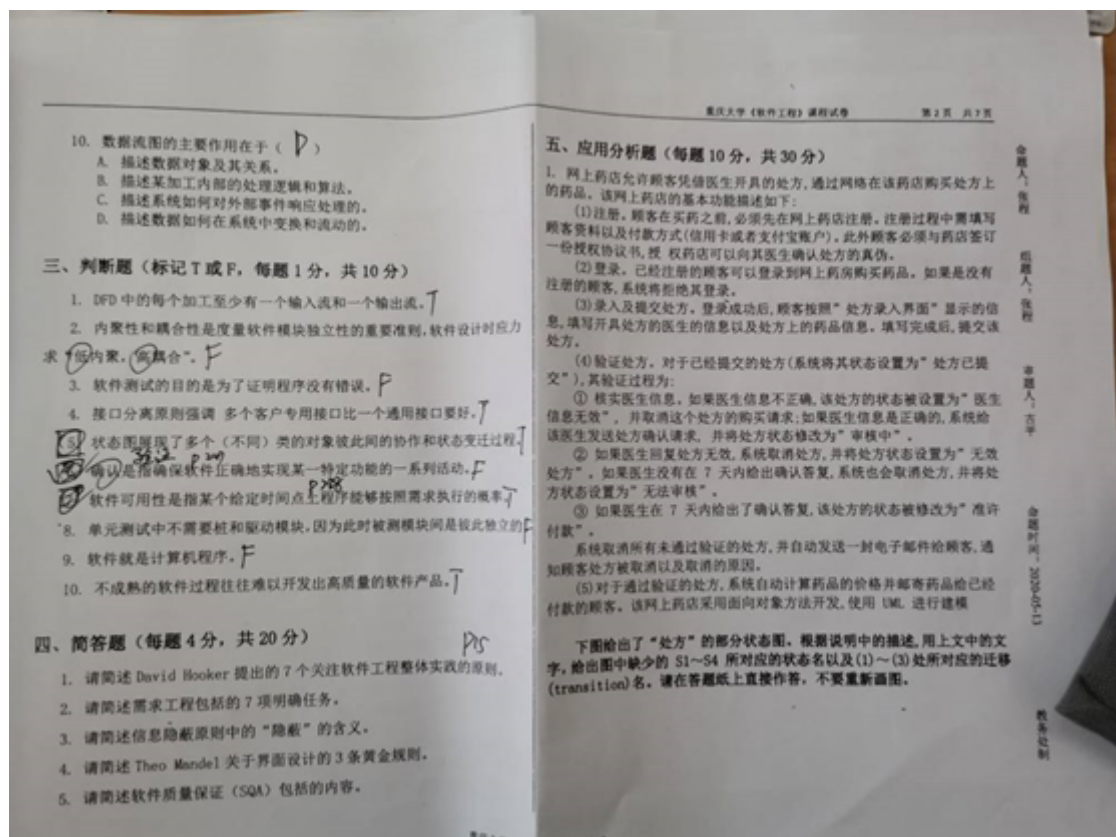 10. 数据流图的主要作用在于( D )
A. 描述数据对象及其关系。
B. 描述某加工内部的处理逻辑和算法。
C. 描述系统如何对外部事件响应处理的。
D. 描述数据如何在系统中变换和流动的。
三、判断题（标记T或F，每题1分，共10分）
1. DFD中的每个加工至少有一个输入流和一个输出流。T
2. 内聚性和耦合性是度量软件模块独立性的重要准则,软件设计时应力
求“低内聚，高耦合”。F
3. 软件测试的目的是为了证明程序没有错误。F
4. 接口分离原则强调 多个客户专用接口比一个通用接口要好。T
5. 状态图展现了多个（不同）类的对象彼此间的协作和状态变迁过程。T
验证
确认是指确保软件正确地实现某一特定功能的一系列活动。F
软件可用性是指某个给定时间点上程序能够按照需求执行的概率。T
8. 单元测试中不需要桩和驱动模块,因为此时被测模块间是彼此独立的F
9. 软件就是计算机程序。F
10. 不成熟的软件过程往往难以开发出高质量的软件产品。T
四、简答题（每题4分，共20分）
P15
1. 请简述David Hooker提出的7个关注软件工程整体实践的原则。
2. 请简述需求工程包括的7项明确任务。
3. 请简述信息隐蔽原则中的“隐蔽”的含义。
4. 请简述Theo Mandel关于界面设计的3条黄金规则。
5. 请简述软件质量保证（SQA）包括的内容。
重庆大学《软件工程》课程试卷 第2页 共7页
五、应用分析题（每题10分，共30分）
1. 网上药店允许顾客凭借医生开具的处方,通过网络在该药店购买处方上
的药品。该网上药店的基本功能描述如下:
(1)注册。顾客在买药之前,必须先在网上药店注册。注册过程中需填写
顾客资料以及付款方式(信用卡或者支付宝账户)。此外顾客必须与药店签订
一份授权协议书,授 权药店可以向其医生确认处方的真伪。
(2)登录。已经注册的顾客可以登录到网上药房购买药品。如果是没有
注册的顾客,系统将拒绝其登录。
(3)录入及提交处方。登录成功后,顾客按照"处方录入界面"显示的信
息,填写开具处方的医生的信息以及处方上的药品信息。填写完成后,提交该
处方。
(4)验证处方。对于已经提交的处方(系统将其状态设置为"处方已提
交"),其验证过程为:
① 核实医生信息。如果医生信息不正确,该处方的状态被设置为"医生
信息无效", 并取消这个处方的购买请求;如果医生信息是正确的,系统给
该医生发送处方确认请求, 并将处方状态修改为"审核中"。
② 如果医生回复处方无效,系统取消处方,并将处方状态设置为"无效
处方"。如果医生没有在 7 天内给出确认答复,系统也会取消处方,并将处
方状态设置为"无法审核"。
③ 如果医生在 7 天内给出了确认答复,该处方的状态被修改为"准许
付款"。
系统取消所有未通过验证的处方,并自动发送一封电子邮件给顾客,通
知顾客处方被取消以及取消的原因。
(5)对于通过验证的处方,系统自动计算药品的价格并邮寄药品给已经
付款的顾客。该网上药店采用面向对象方法开发,使用 UML 进行建模
下图给出了“处方”的部分状态图。根据说明中的描述,用上文中的文
字,给出图中缺少的 S1~S4 所对应的状态名以及(1)~(3)处所对应的迁移
(transition)名。请在答题纸上直接作答，不要重新画图。
命题人：张程
组题人：张程
审题人：古平
命题时间：2020-05-13
教务处制